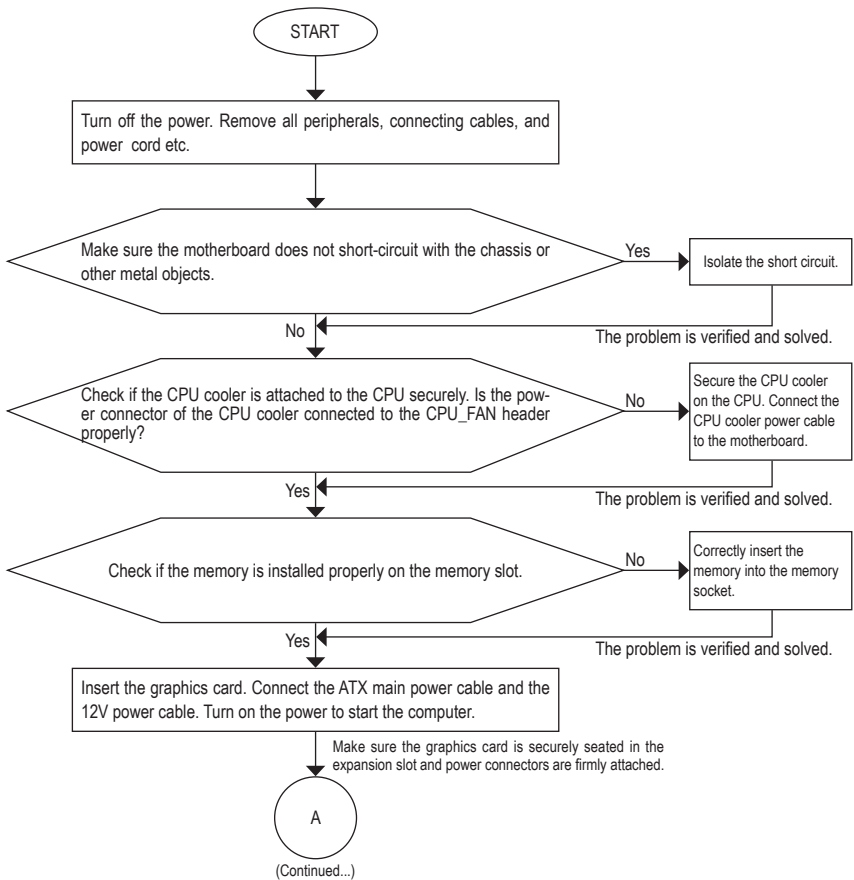 START
Turn off the power. Remove all peripherals, connecting cables, and
power cord etc.
Make sure the motherboard does not short-circuit with the chassis or
other metal objects.
Yes
Isolate the short circuit.
No
The problem is verified and solved.
Check if the CPU cooler is attached to the CPU securely. Is the pow-
er connector of the CPU cooler connected to the CPU_FAN header
properly?
No
Secure the CPU cooler
on the CPU. Connect the
CPU cooler power cable
to the motherboard.
Yes
The problem is verified and solved.
Check if the memory is installed properly on the memory slot.
No
Correctly insert the
memory into the memory
socket.
Yes
The problem is verified and solved.
Insert the graphics card. Connect the ATX main power cable and the
12V power cable. Turn on the power to start the computer.
Make sure the graphics card is securely seated in the
expansion slot and power connectors are firmly attached.
A
(Continued...)